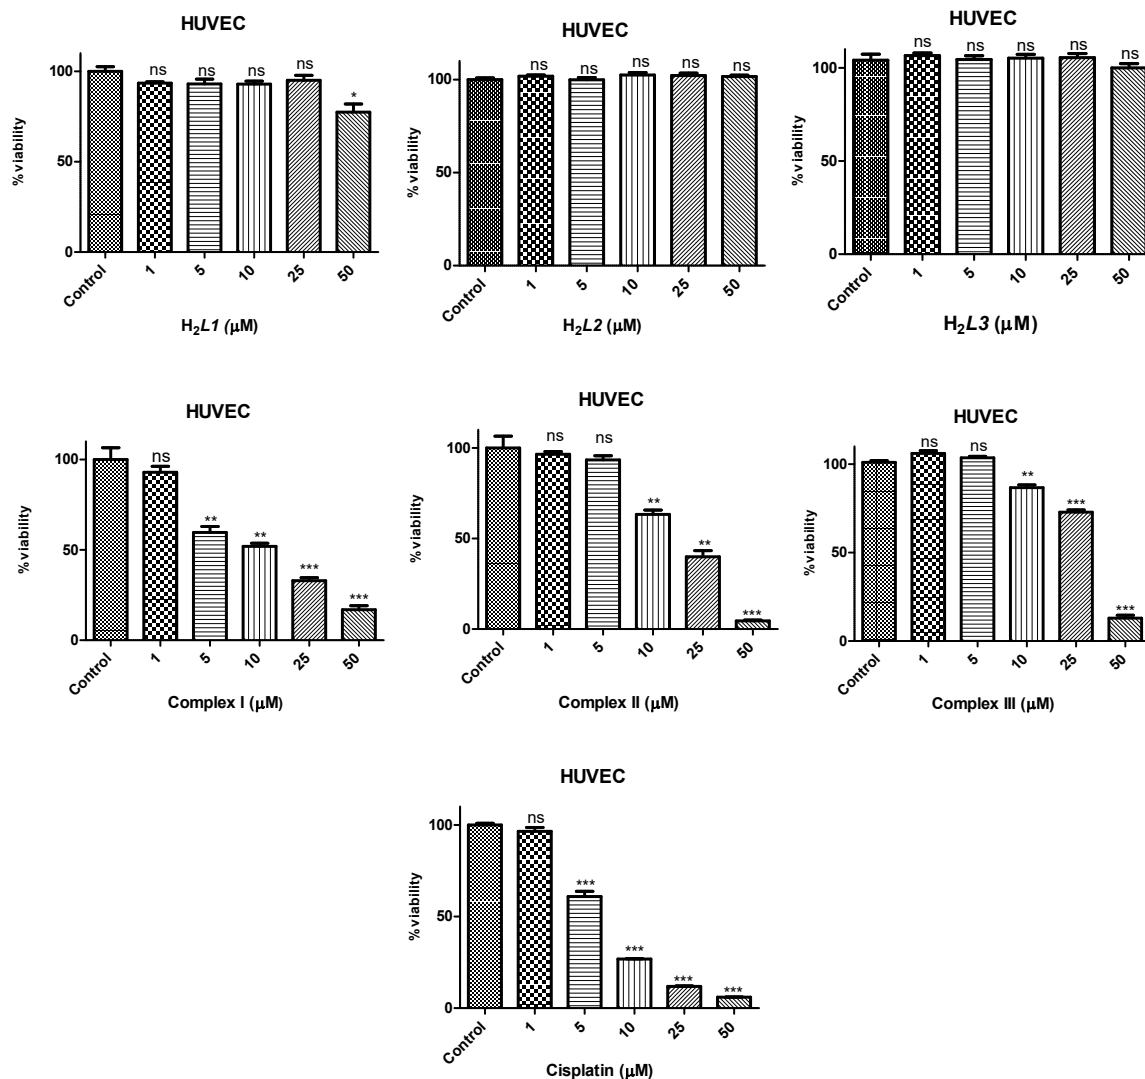 HUVEC
% viability
100
50
0
ns
ns
ns
ns
*
Control
1
5
10
25
50
H₂L1 (μM)
HUVEC
% viability
100
50
0
ns
ns
ns
ns
ns
Control
1
5
10
25
50
H₂L2 (μM)
HUVEC
% viability
100
50
0
ns
ns
ns
ns
ns
Control
1
5
10
25
50
H₂L3 (μM)
HUVEC
% viability
100
50
0
ns
**
**
***
***
Control
1
5
10
25
50
Complex I (μM)
HUVEC
% viability
100
50
0
ns
ns
**
**
***
Control
1
5
10
25
50
Complex II (μM)
HUVEC
% viability
100
50
0
ns
ns
**
***
***
Control
1
5
10
25
50
Complex III (μM)
HUVEC
% viability
100
50
0
ns
***
***
***
***
Control
1
5
10
25
50
Cisplatin (μM)